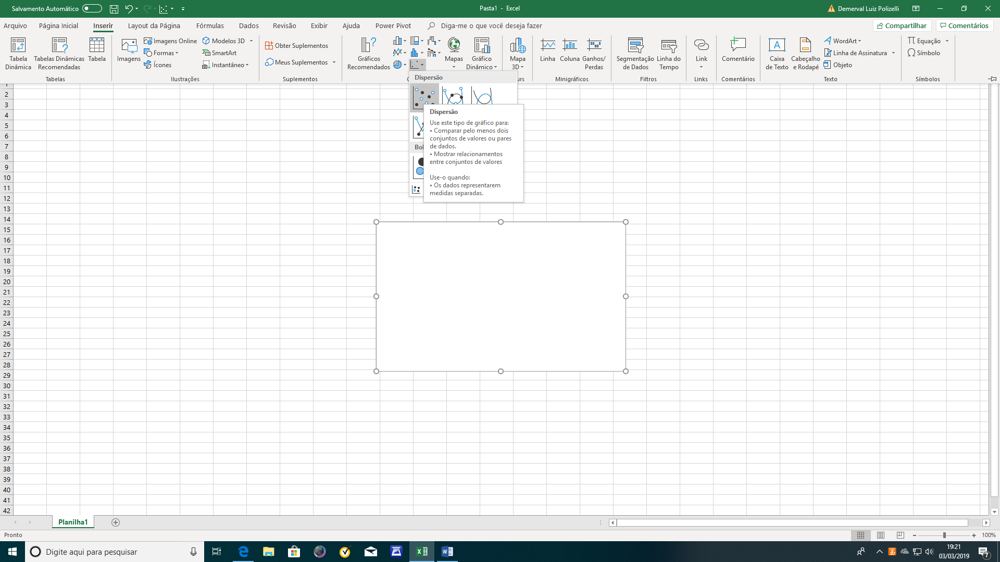 Salvamento Automático
Pasta1 - Excel
Demerval Luiz Polizelli
Arquivo Página Inicial Inserir Layout da Página Fórmulas Dados Revisão Exibir Ajuda Power Pivot Diga-me o que você deseja fazer
Compartilhar Comentários
Tabela
Dinâmica
Tabelas Dinâmicas
Recomendadas
Tabela
Tabelas
Imagens
Imagens Online
Formas
Ícones
Modelos 3D
SmartArt
Instantâneo
Ilustrações
Obter Suplementos
Meus Suplementos
Suplementos
Gráficos
Recomendados
Mapas
Gráfico
Dinâmico
Mapa
3D
Linha
Coluna
Ganhos/
Perdas
Minigráficos
Segmentação
de Dados
Linha do
Tempo
Filtros
Link
Links
Comentário
Comentários
Caixa
de Texto
Cabeçalho
e Rodapé
WordArt
Linha de Assinatura
Objeto
Texto
Equação
Símbolo
Símbolos
Dispersão
Dispersão
Use este tipo de gráfico para:
• Comparar pelo menos dois
conjuntos de valores ou pares
de dados.
• Mostrar relacionamentos
entre conjuntos de valores
Use-o quando:
• Os dados representarem
medidas separadas.
2
3
4
5
6
7
8
9
10
11
12
13
14
15
16
17
18
19
20
21
22
23
24
25
26
27
28
29
30
31
32
33
34
35
36
37
38
39
40
41
42
Planilha1
Pronto
100%
Digite aqui para pesquisar
19:21
03/03/2019
7